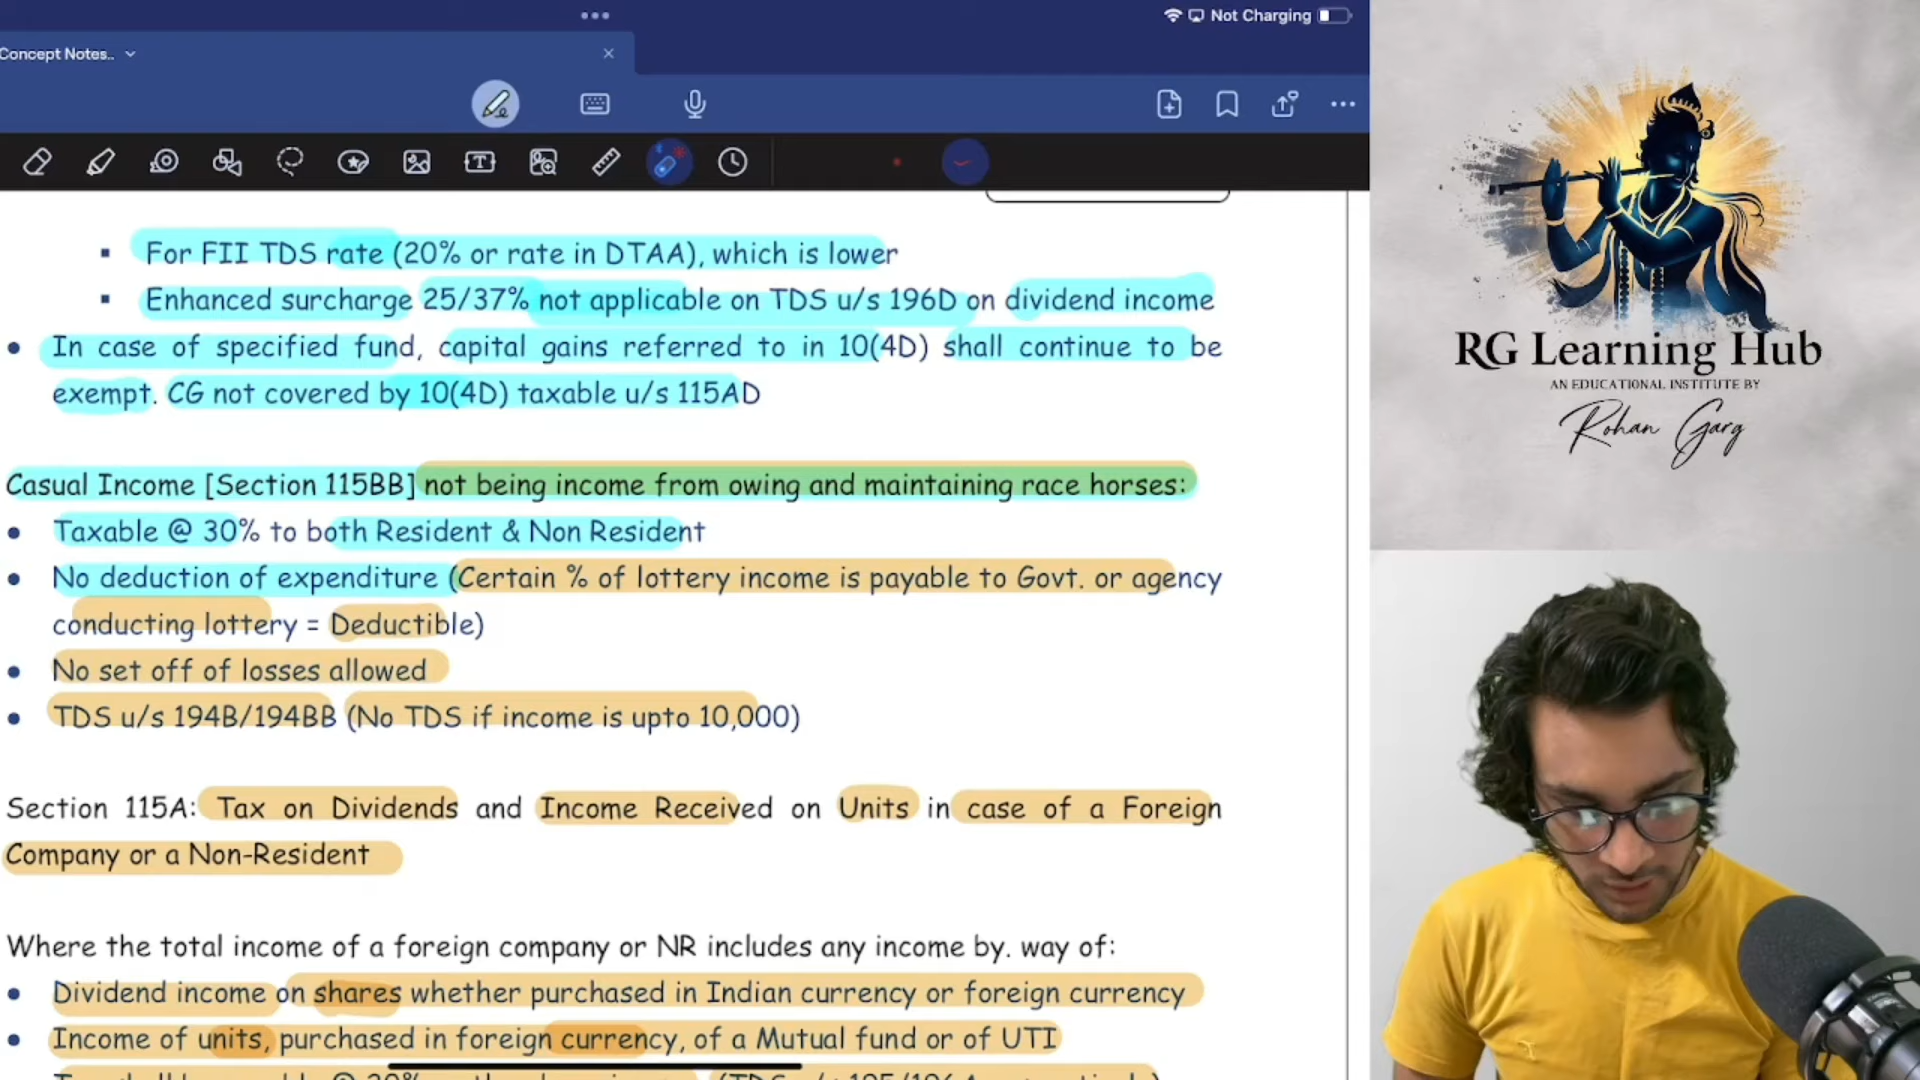 Not Charging
Concept Notes..
For FII TDS rate (20% or rate in DTAA), which is lower
Enhanced surcharge 25/37% not applicable on TDS u/s 196D on dividend income
In case of specified fund, capital gains referred to in 10(4D) shall continue to be
exempt. CG not covered by 10(4D) taxable u/s 115AD
Casual Income [Section 115BB] not being income from owing and maintaining race horses:
Taxable @ 30% to both Resident & Non Resident
No deduction of expenditure (Certain % of lottery income is payable to Govt. or agency
conducting lottery = Deductible)
No set off of losses allowed
TDS u/s 194B/194BB (No TDS if income is upto 10,000)
Section 115A: Tax on Dividends and Income Received on Units in case of a Foreign
Company or a Non-Resident
Where the total income of a foreign company or NR includes any income by. way of:
Dividend income on shares whether purchased in Indian currency or foreign currency
Income of units, purchased in foreign currency, of a Mutual fund or of UTI
RG Learning Hub
AN EDUCATIONAL INSTITUTE BY
Rohan Garg